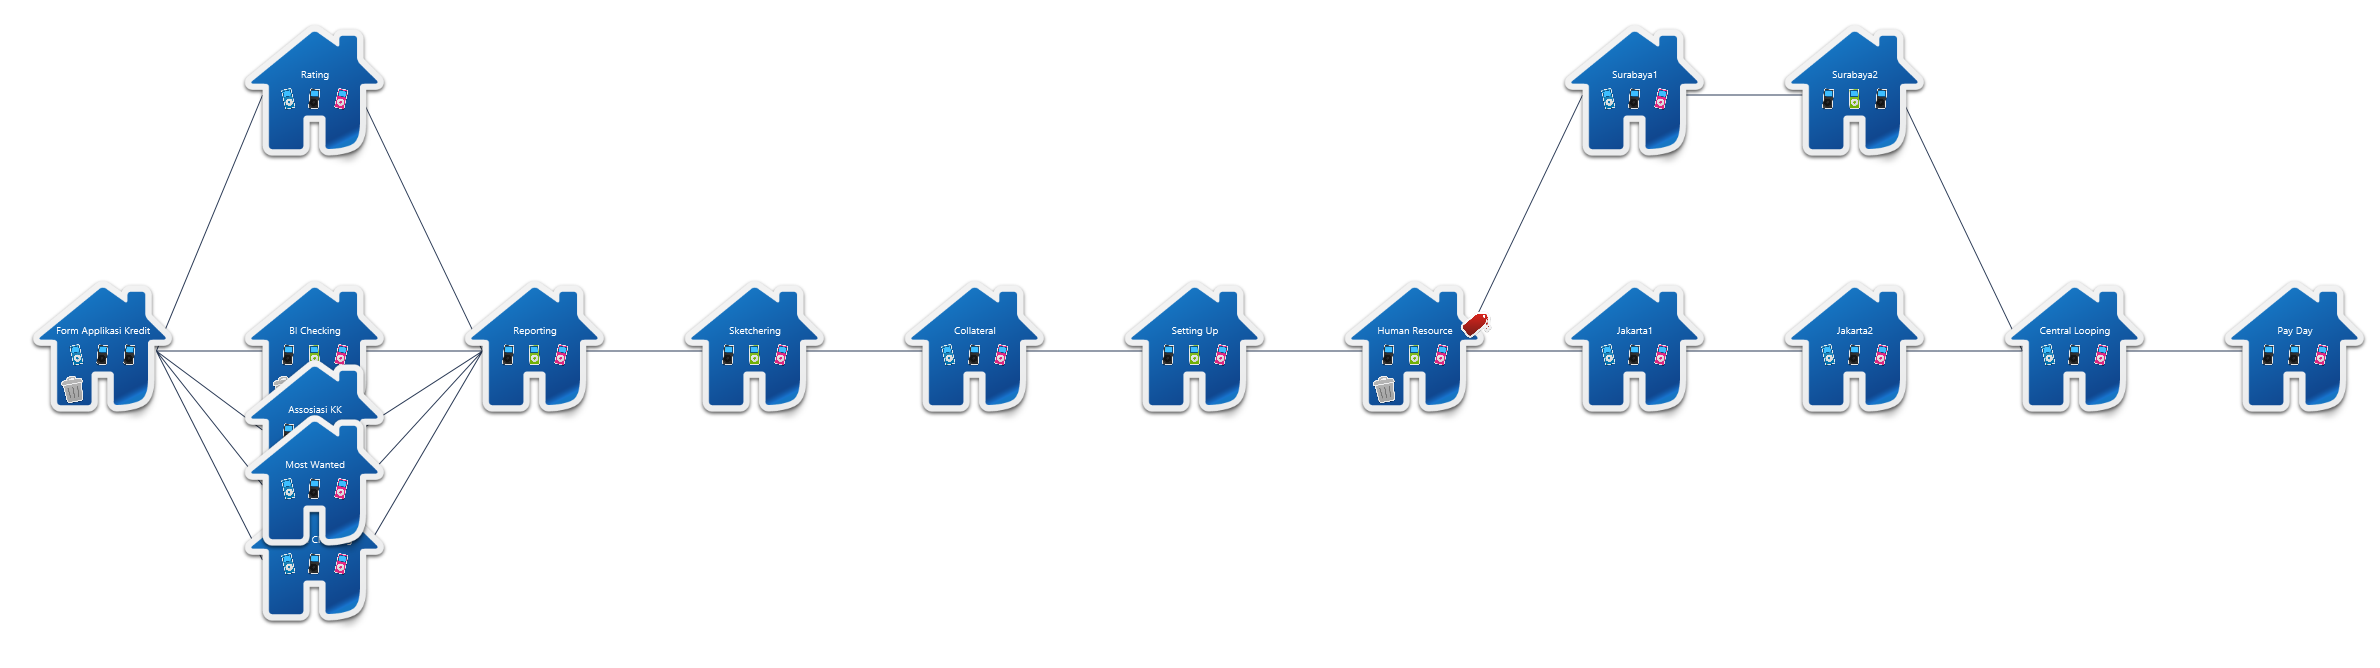 Rating
Surabaya1
Surabaya2
Form Applikasi Kredit
BI Checking
Reporting
Sketchering
Collateral
Setting Up
Human Resource
Jakarta1
Jakarta2
Central Looping
Pay Day
Assosiasi KK
Most Wanted